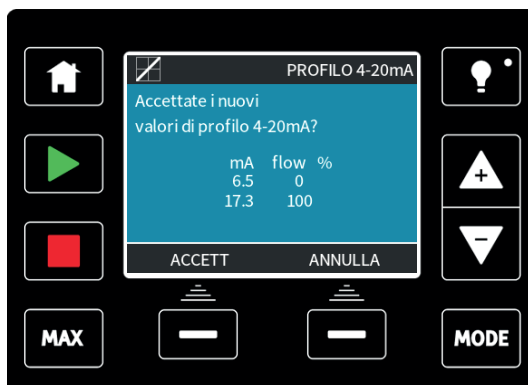 PROFILO 4-20mA
Accettate i nuovi
valori di profilo 4-20mA?
mA flow %
6.5 0
17.3 100
ACCETT ANNULLA
MAX
MODE